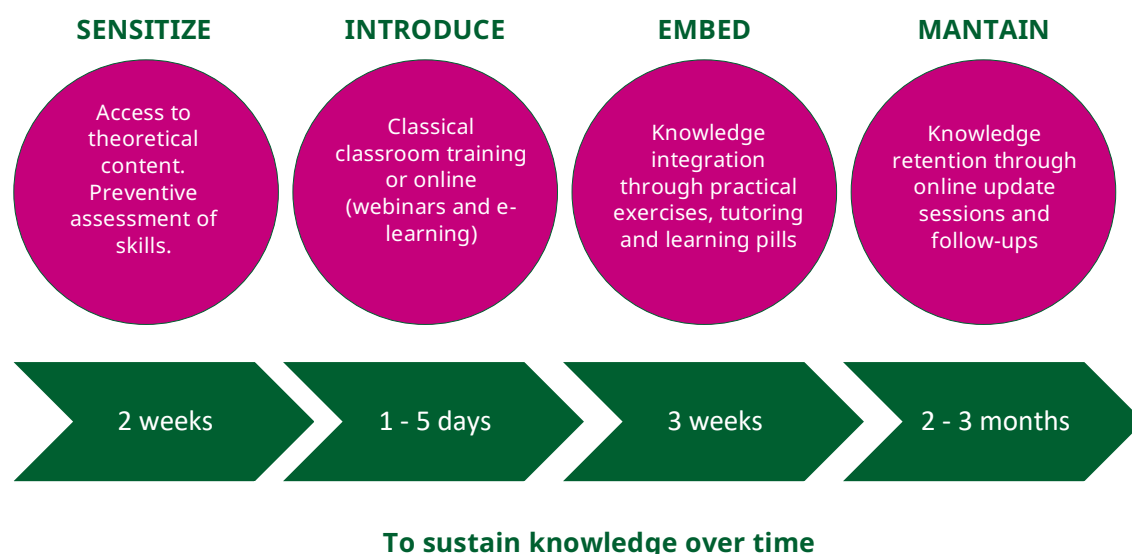 SENSITIZE
INTRODUCE
EMBED
MANTAIN
Access to
theoretical
content.
Preventive
assessment of
skills.
Classical
classroom training
or online
(webinars and e-
learning)
Knowledge
integration
through practical
exercises, tutoring
and learning pills
Knowledge
retention through
online update
sessions and
follow-ups
2 weeks
1 - 5 days
3 weeks
2 - 3 months
To sustain knowledge over time